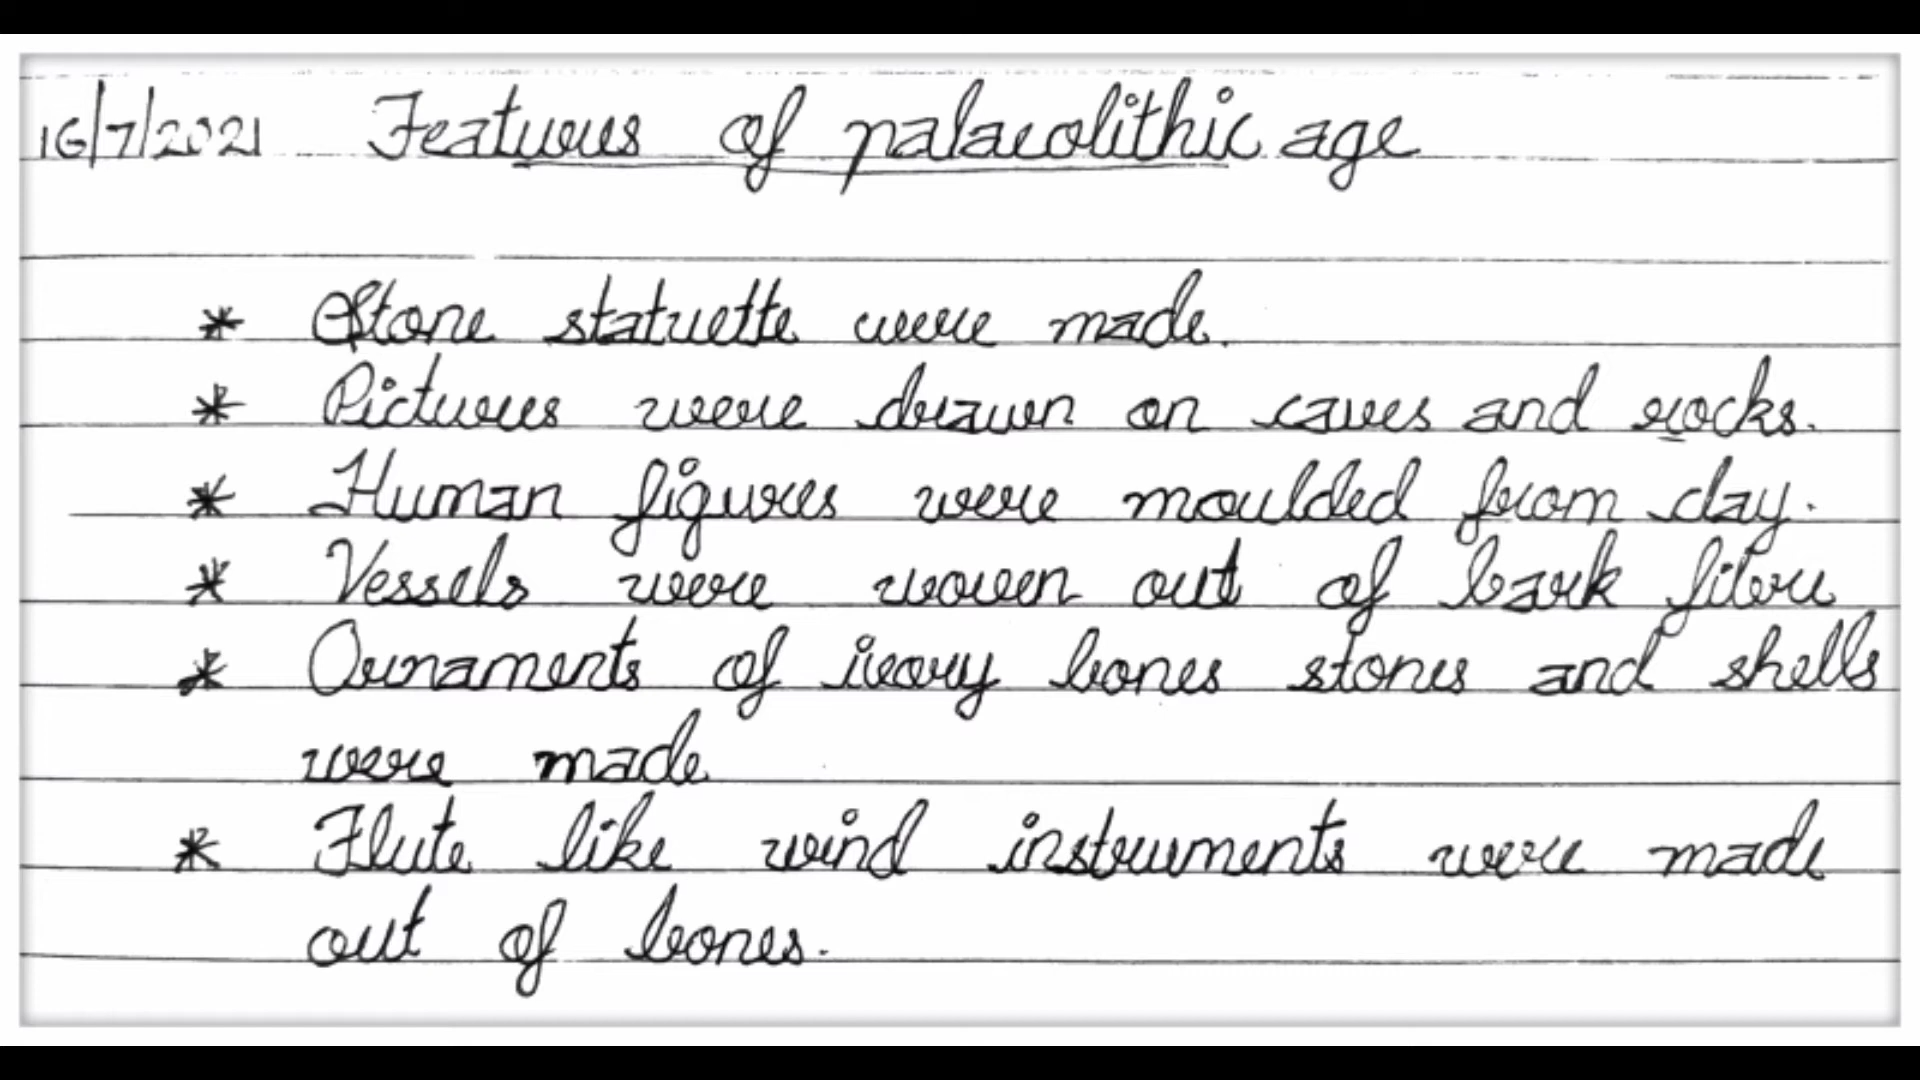 16/7/2021 Features of palaeolithic age
* Stone statuette were made.
* Pictures were drawn on caves and rocks.
* Human figures were moulded from clay.
* Vessels were woven out of bark fibre
* Ornaments of ivory bones stones and shells
were made
* Flute like wind instruments were made
out of bones.